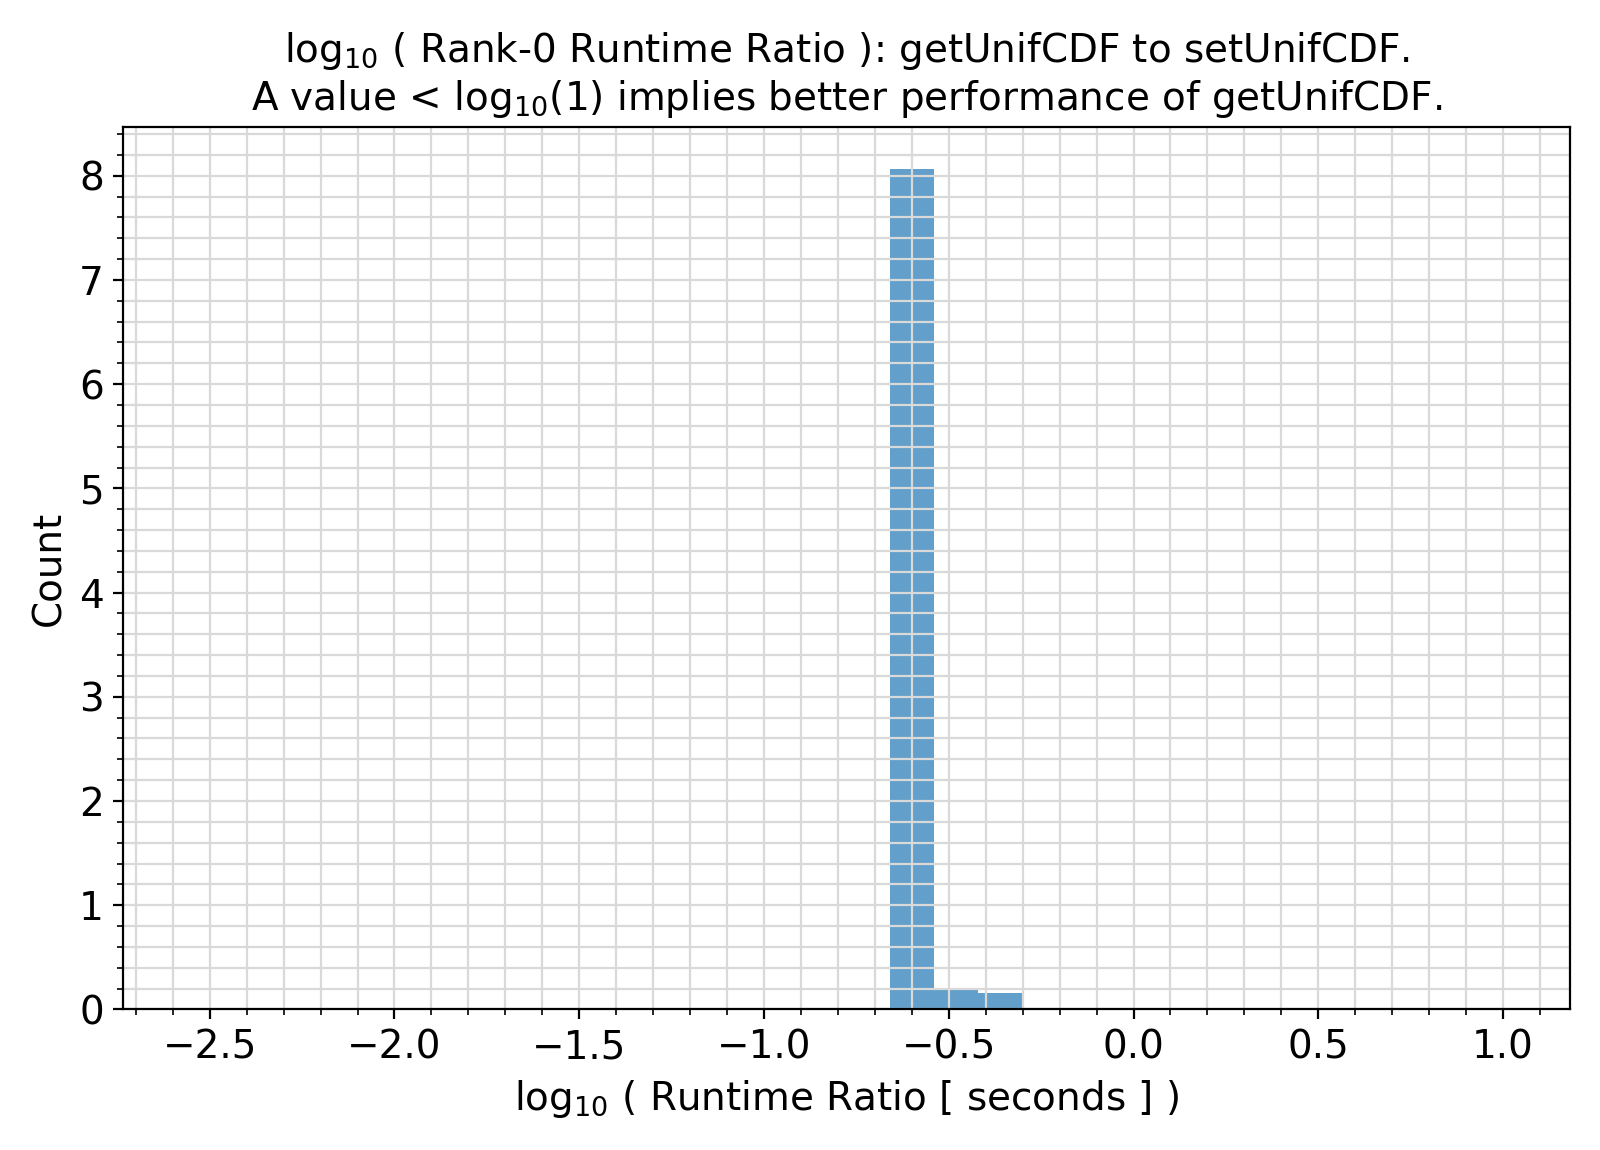 log₁₀ ( Rank-0 Runtime Ratio ): getUnifCDF to setUnifCDF.
A value < log₁₀(1) implies better performance of getUnifCDF.
8
7
6
5
4
3
2
1
0
Count
−2.5 −2.0 −1.5 −1.0 −0.5 0.0 0.5 1.0
log₁₀ ( Runtime Ratio [ seconds ] )